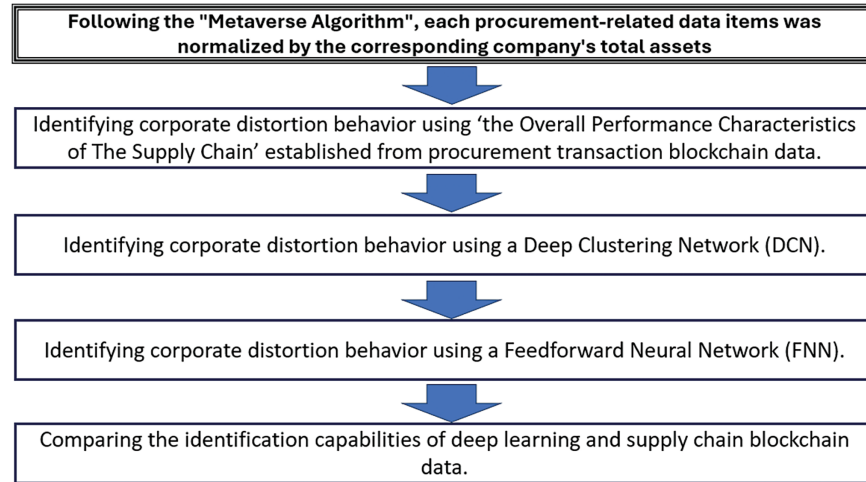 Following the "Metaverse Algorithm", each procurement-related data items was
normalized by the corresponding company's total assets
Identifying corporate distortion behavior using ‘the Overall Performance Characteristics
of The Supply Chain’ established from procurement transaction blockchain data.
Identifying corporate distortion behavior using a Deep Clustering Network (DCN).
Identifying corporate distortion behavior using a Feedforward Neural Network (FNN).
Comparing the identification capabilities of deep learning and supply chain blockchain
data.